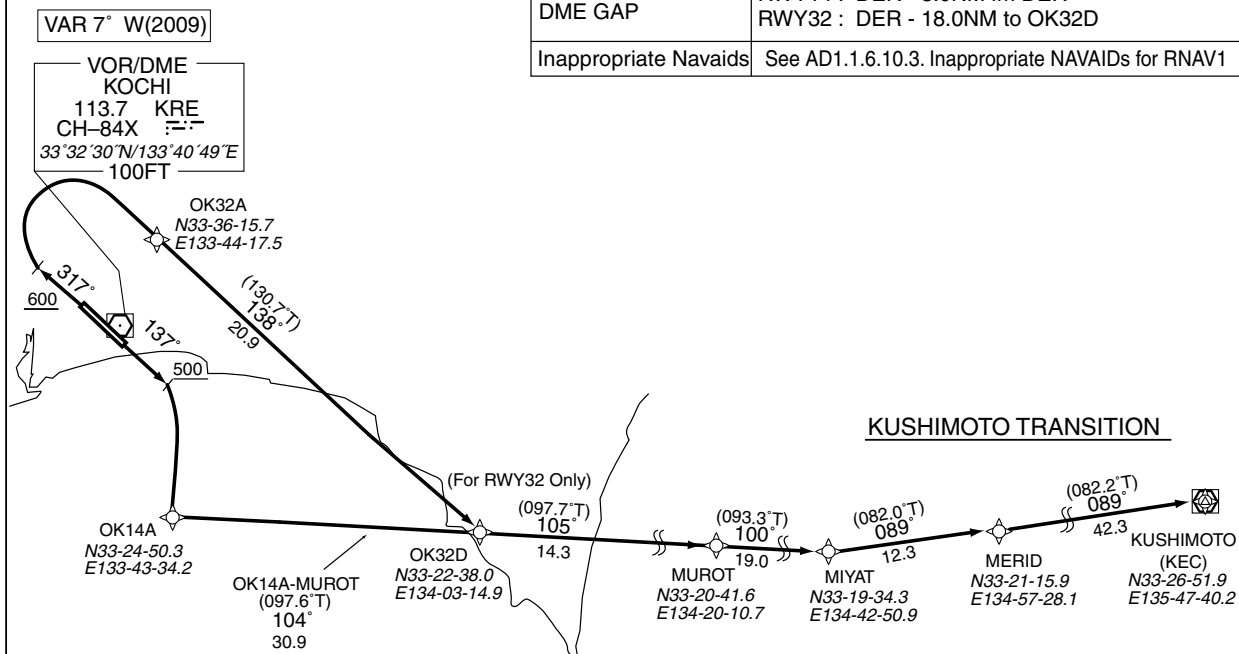 VAR 7° W(2009)
DME GAP
RWY32 : DER - 18.0NM to OK32D
Inappropriate Navaids
See AD1.1.6.10.3. Inappropriate NAVAIDs for RNAV1
VOR/DME
KOCHI
113.7 KRE
CH–84X
33°32´30˝N/133°40´49˝E
100FT
OK32A
N33-36-15.7
E133-44-17.5
317°
600
137°
500
(130.7°T)
138°
20.9
KUSHIMOTO TRANSITION
(For RWY32 Only)
(097.7°T)
105°
14.3
(093.3°T)
100°
19.0
(082.0°T)
089°
12.3
(082.2°T)
089°
42.3
OK14A
N33-24-50.3
E133-43-34.2
OK14A-MUROT
(097.6°T)
104°
30.9
OK32D
N33-22-38.0
E134-03-14.9
MUROT
N33-20-41.6
E134-20-10.7
MIYAT
N33-19-34.3
E134-42-50.9
MERID
N33-21-15.9
E134-57-28.1
KUSHIMOTO
(KEC)
N33-26-51.9
E135-47-40.2